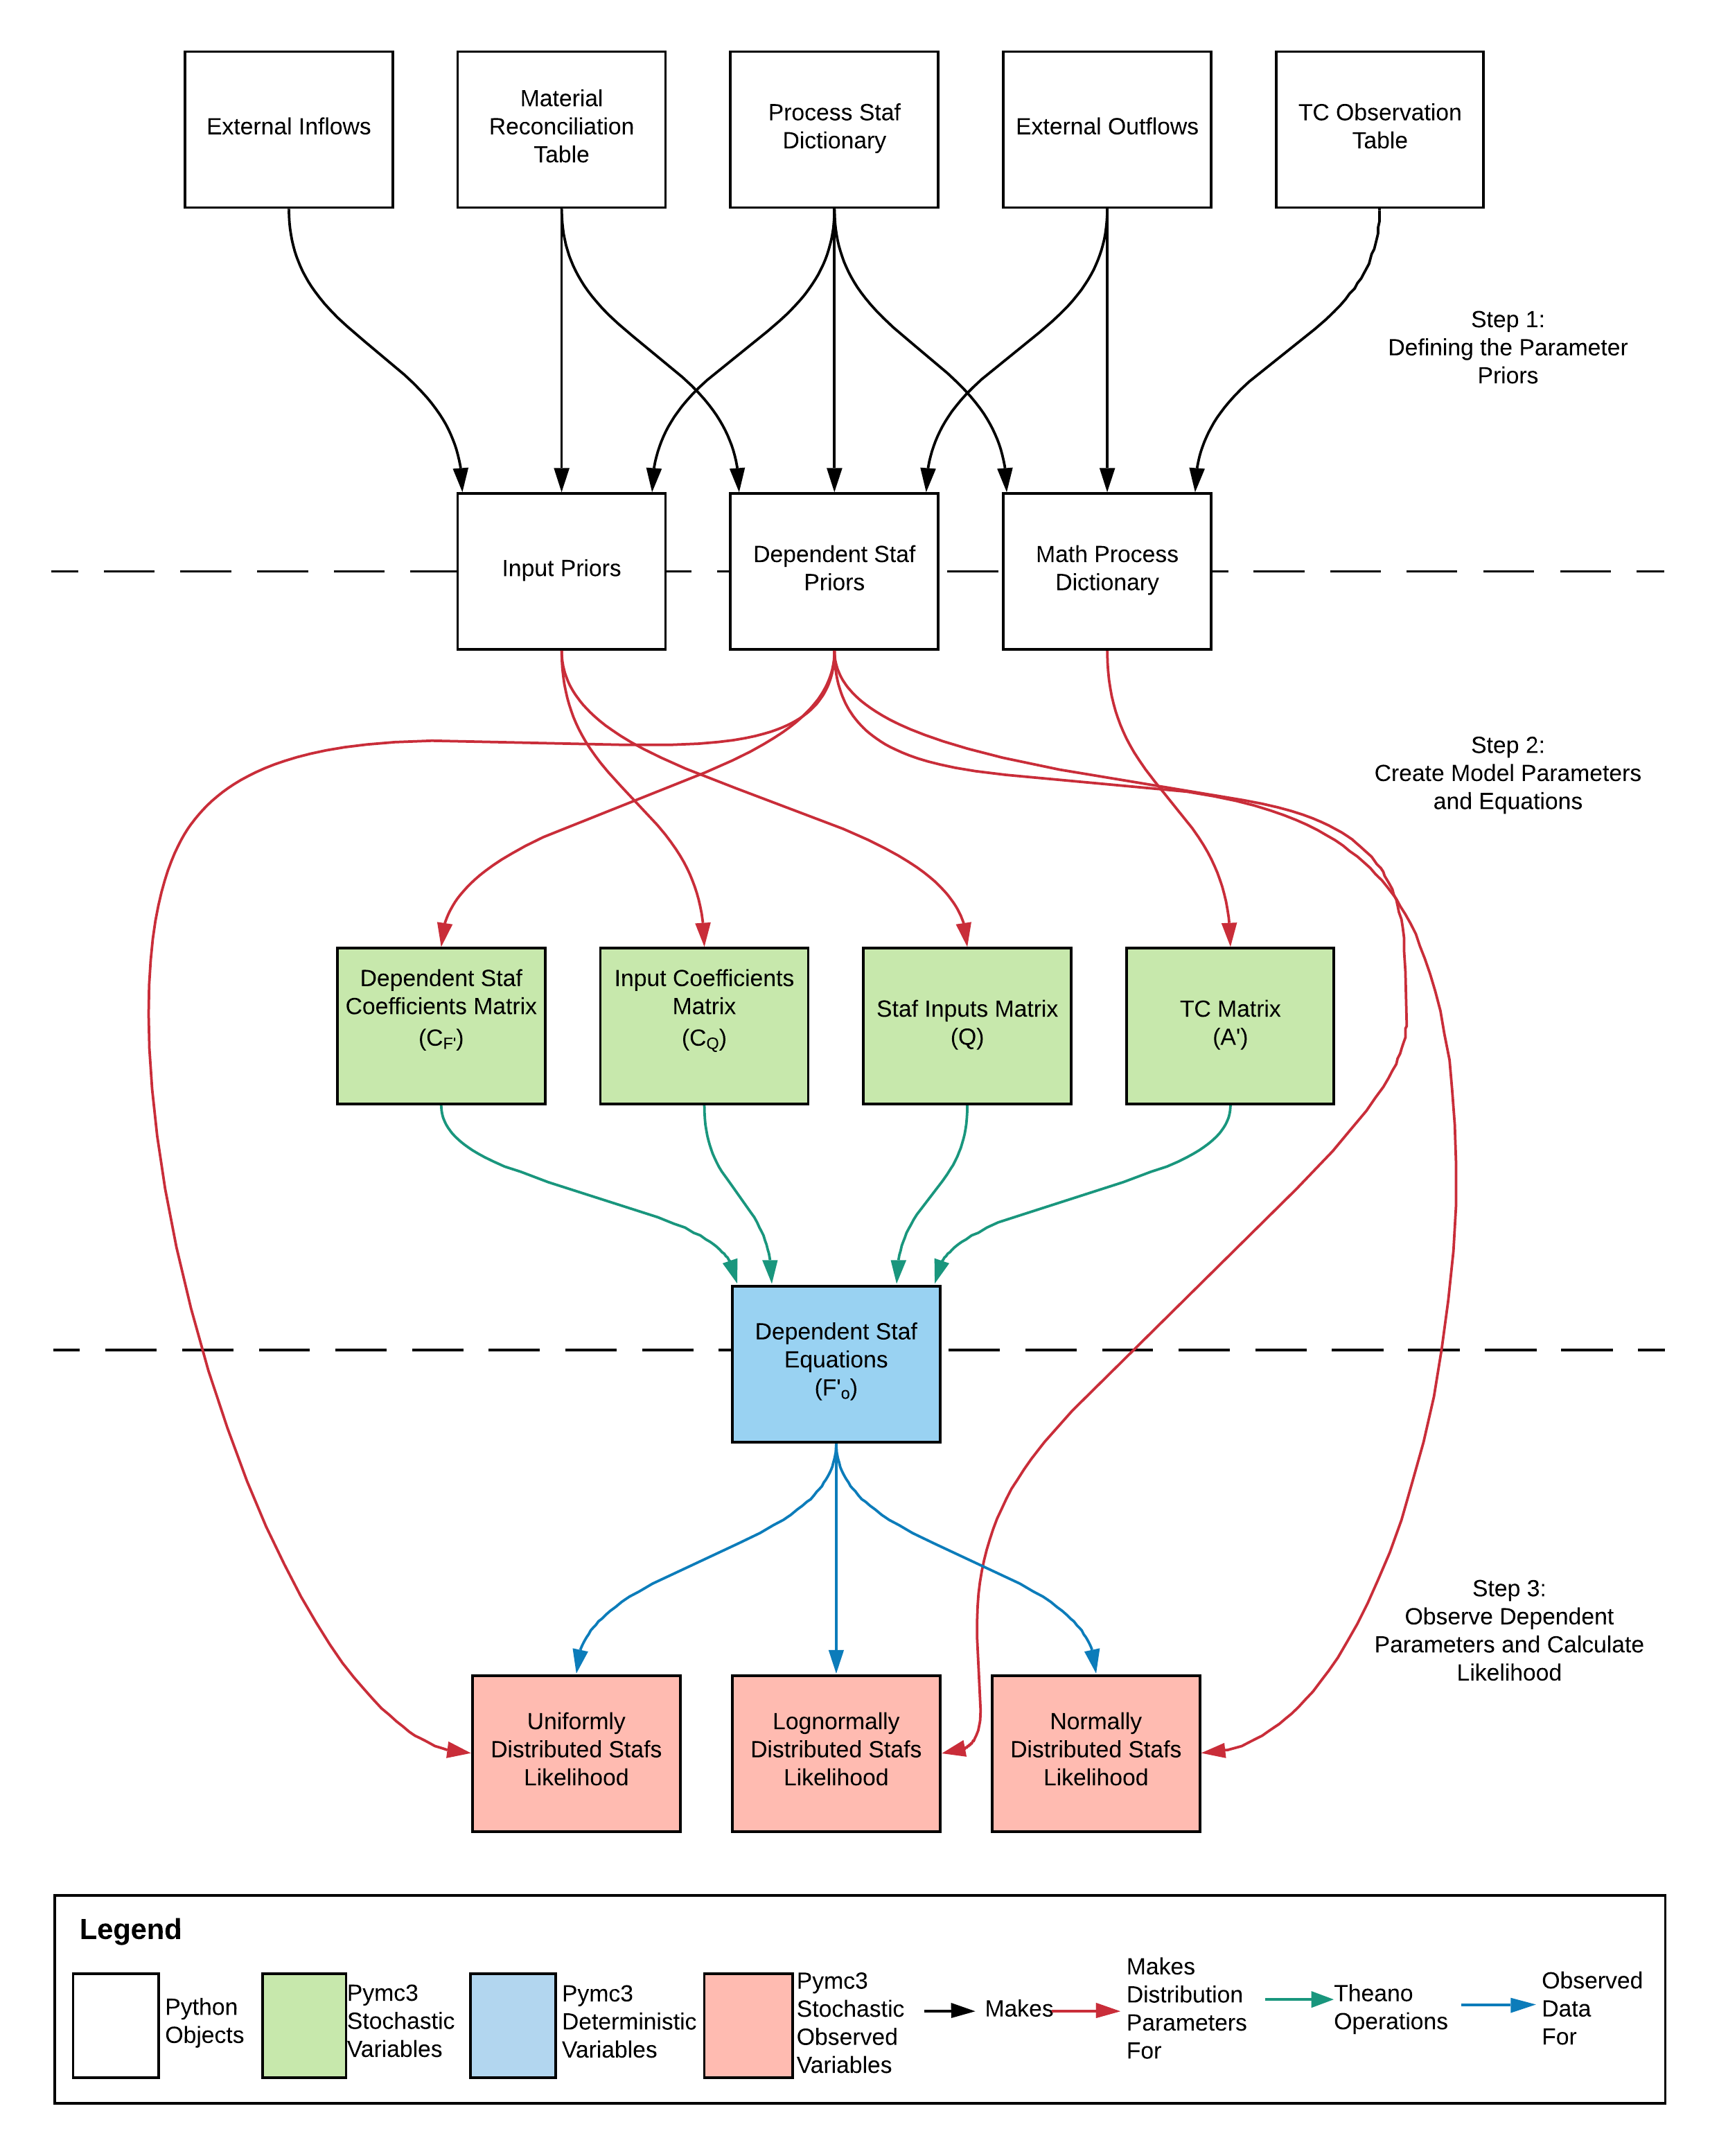 External Inflows
Material
Reconciliation
Table
Process Staf
Dictionary
External Outflows
TC Observation
Table
Step 1:
Defining the Parameter
Priors
Input Priors
Dependent Staf
Priors
Math Process
Dictionary
Step 2:
Create Model Parameters
and Equations
Dependent Staf
Coefficients Matrix
(CF')
Input Coefficients
Matrix
(CQ)
Staf Inputs Matrix
(Q)
TC Matrix
(A')
Dependent Staf
Equations
(F'o)
Step 3:
Observe Dependent
Parameters and Calculate
Likelihood
Uniformly
Distributed Stafs
Likelihood
Lognormally
Distributed Stafs
Likelihood
Normally
Distributed Stafs
Likelihood
Legend
Python
Objects
Pymc3
Stochastic
Variables
Pymc3
Deterministic
Variables
Pymc3
Stochastic
Observed
Variables
Makes
Makes
Distribution
Parameters
For
Theano
Operations
Observed
Data
For